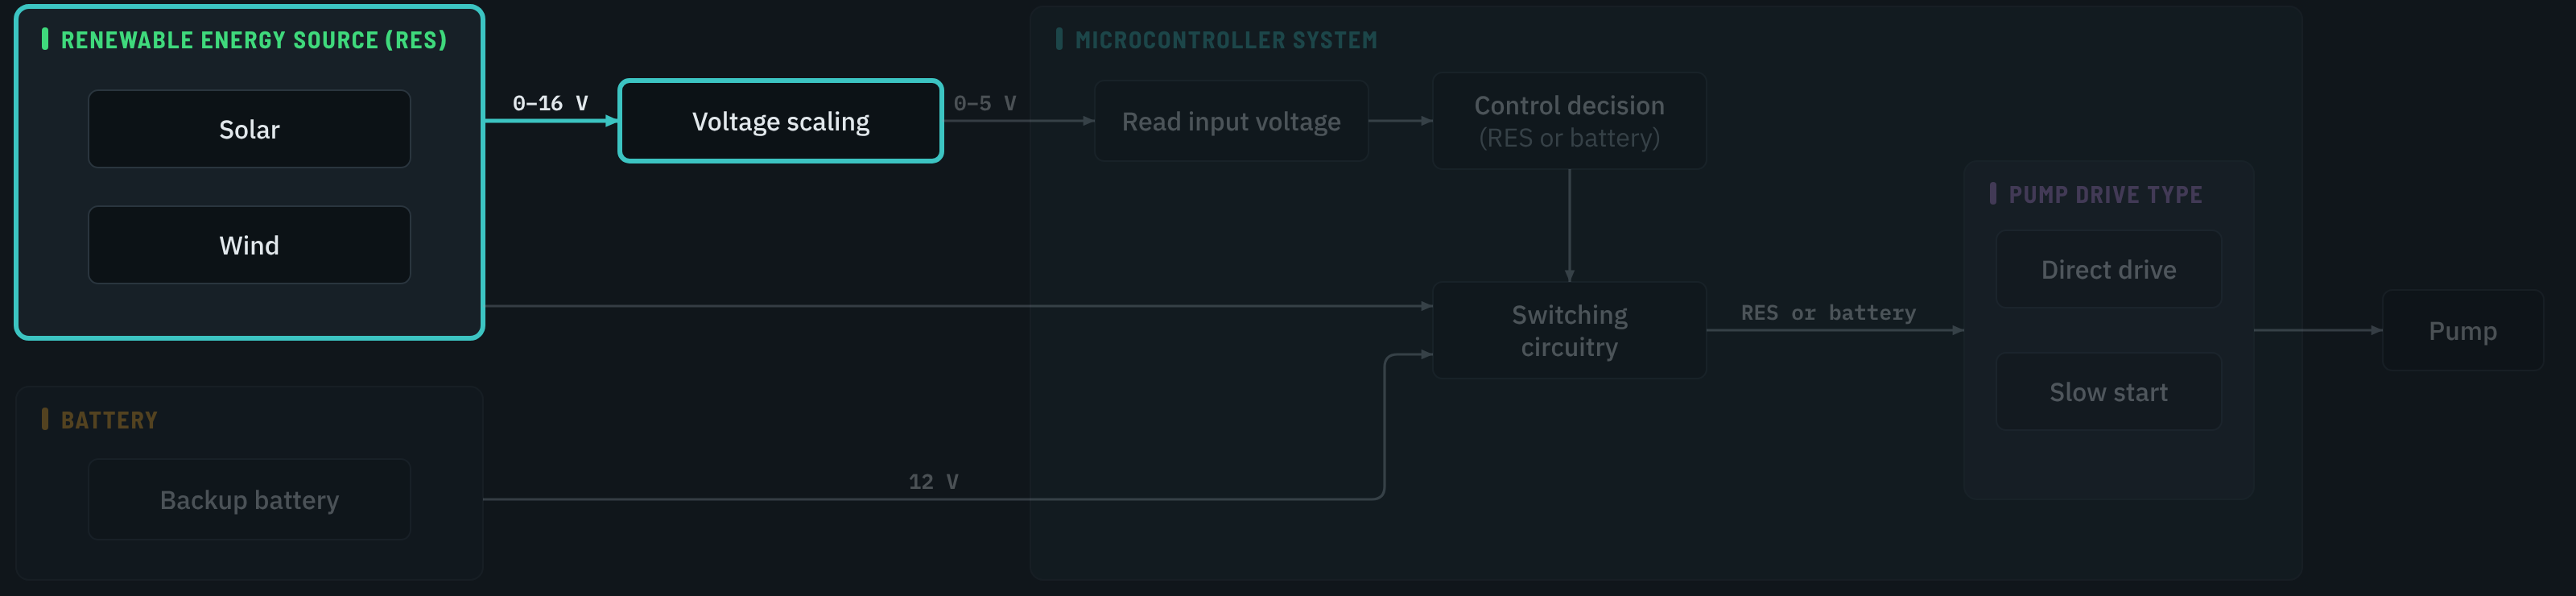 RENEWABLE ENERGY SOURCE (RES)
Solar
Wind
0–16 V
Voltage scaling
0–5 V
MICROCONTROLLER SYSTEM
Read input voltage
Control decision
(RES or battery)
Switching
circuitry
RES or battery
PUMP DRIVE TYPE
Direct drive
Slow start
Pump
BATTERY
Backup battery
12 V